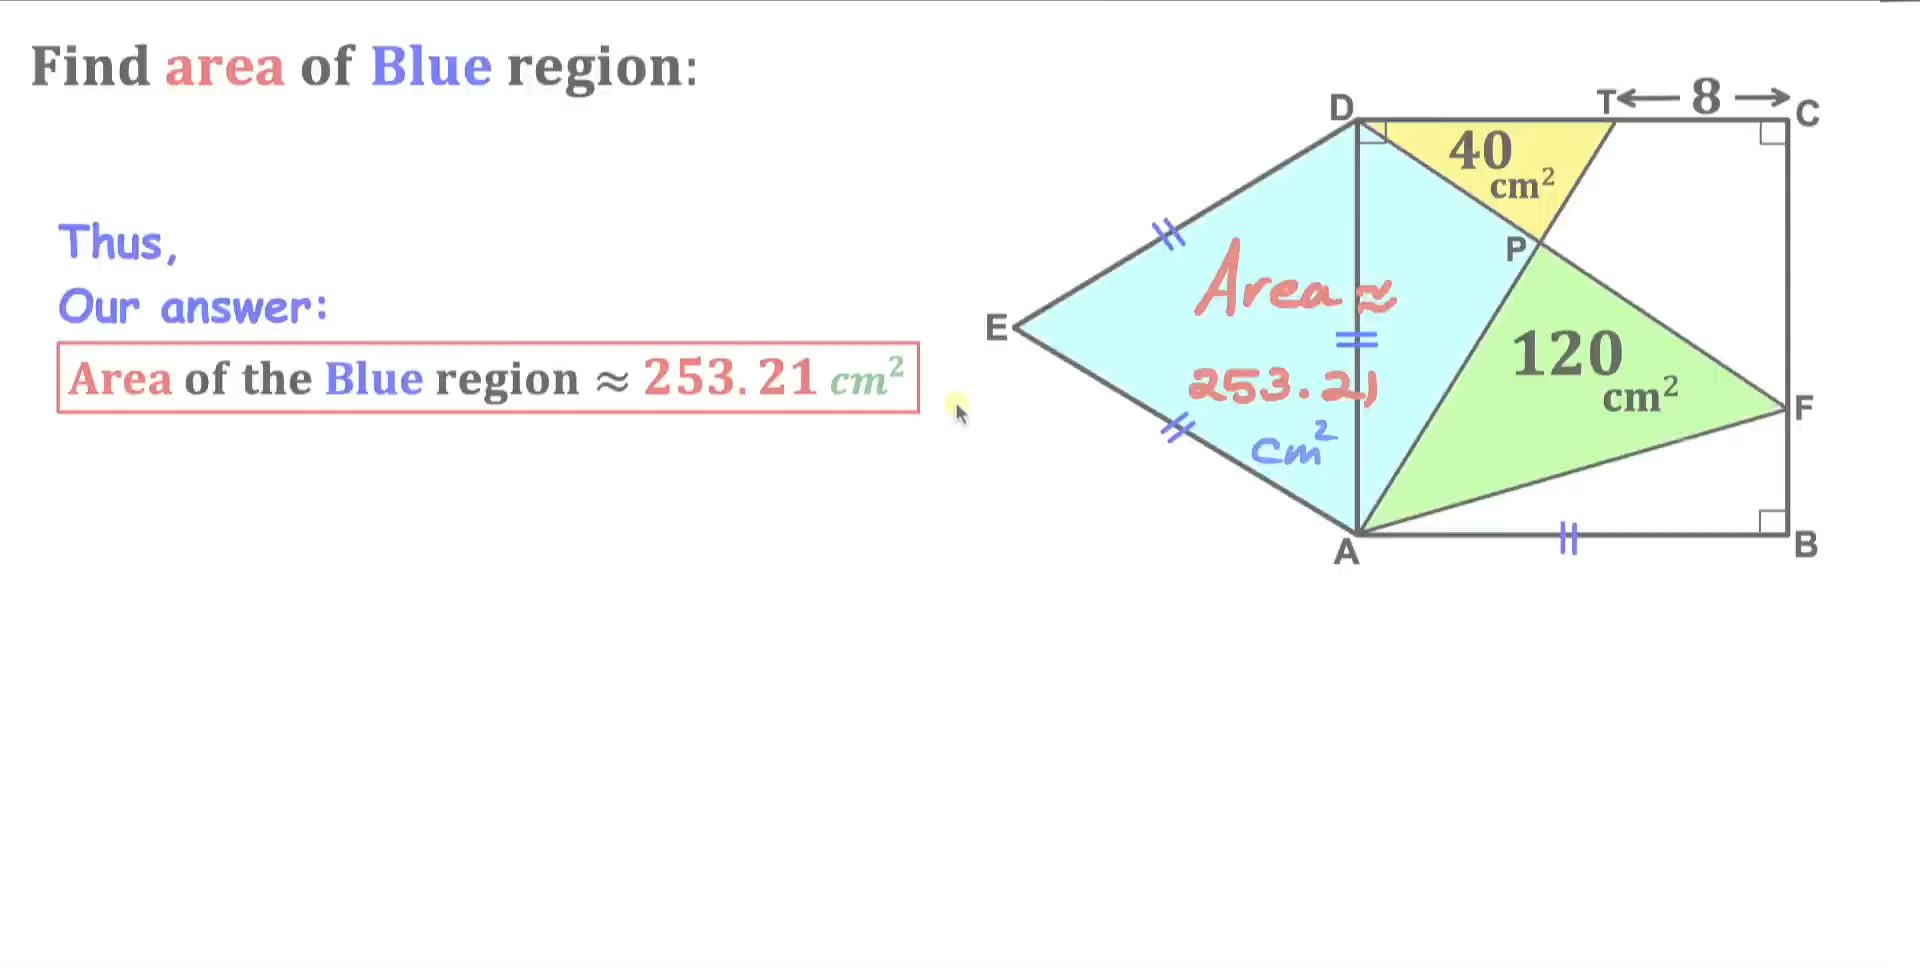 Find area of Blue region:
D
T
8
C
40
cm²
Thus,
Our answer:
Area of the Blue region ≈ 253.21 cm²
E
Area ≈
253.21
cm²
P
120
cm²
F
A
B